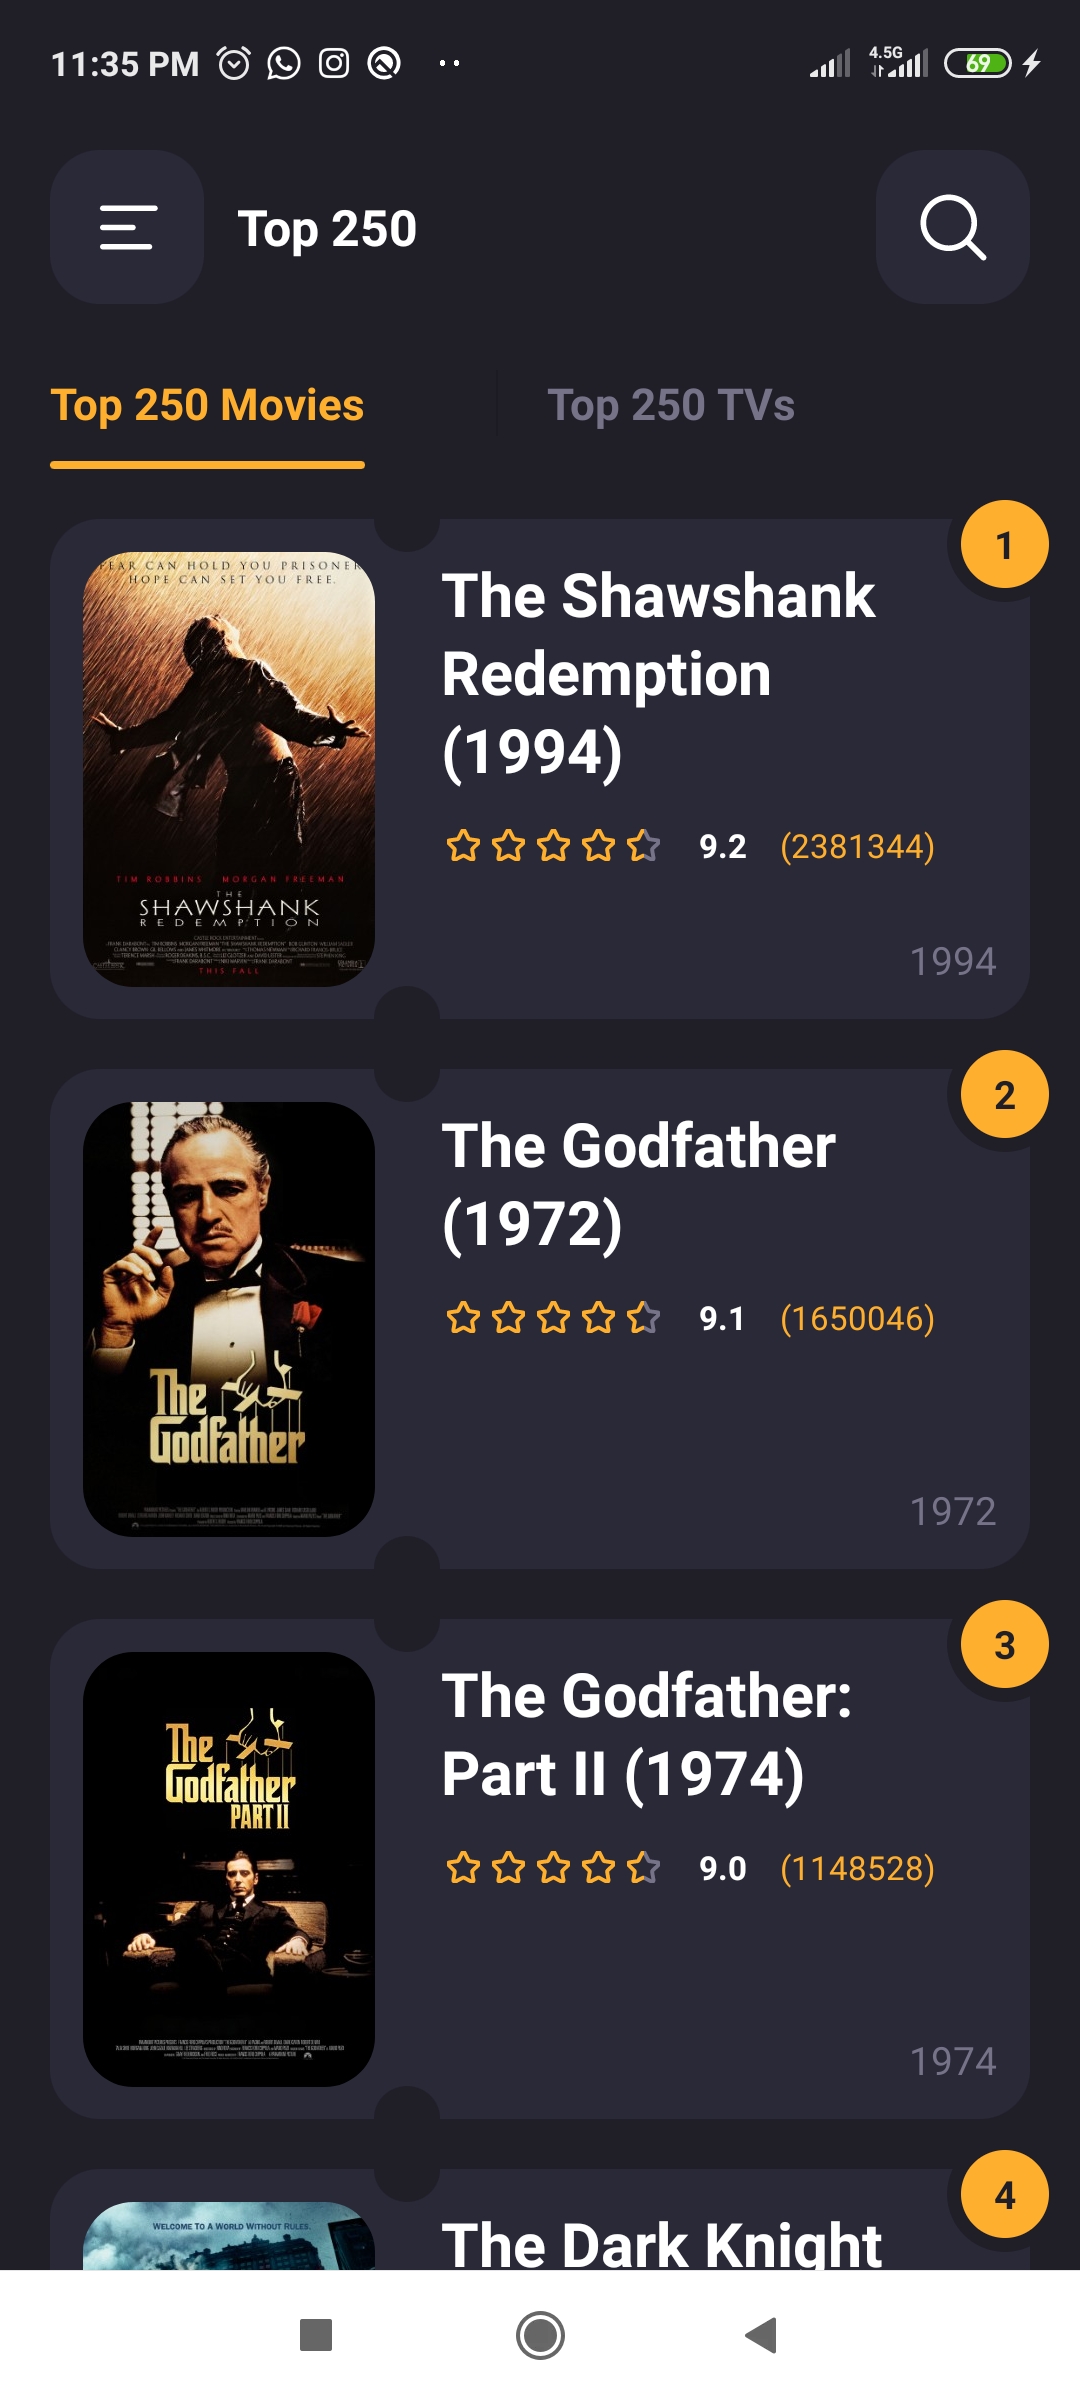 11:35 PM
4.5G
69
Top 250
Top 250 Movies
Top 250 TVs
1
FEAR CAN HOLD YOU PRISONER
HOPE CAN SET YOU FREE.
TIM ROBBINS MORGAN FREEMAN
THE
SHAWSHANK
REDEMPTION
THIS FALL
The Shawshank
Redemption
(1994)
9.2 (2381344)
1994
2
The
Godfather
The Godfather
(1972)
9.1 (1650046)
1972
3
The
Godfather
PART II
The Godfather:
Part II (1974)
9.0 (1148528)
1974
4
WELCOME TO A WORLD WITHOUT RULES.
The Dark Knight